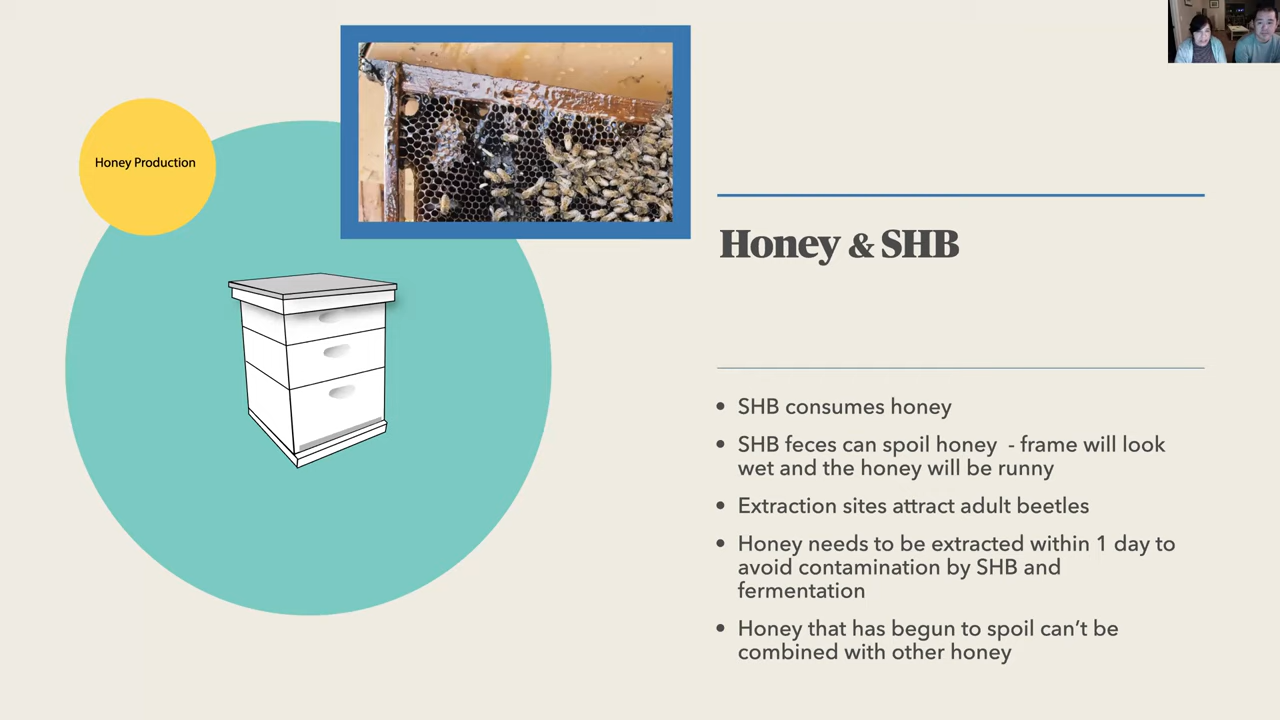 Honey Production
Honey & SHB
• SHB consumes honey
• SHB feces can spoil honey  - frame will look
wet and the honey will be runny
• Extraction sites attract adult beetles
• Honey needs to be extracted within 1 day to
avoid contamination by SHB and
fermentation
• Honey that has begun to spoil can’t be
combined with other honey